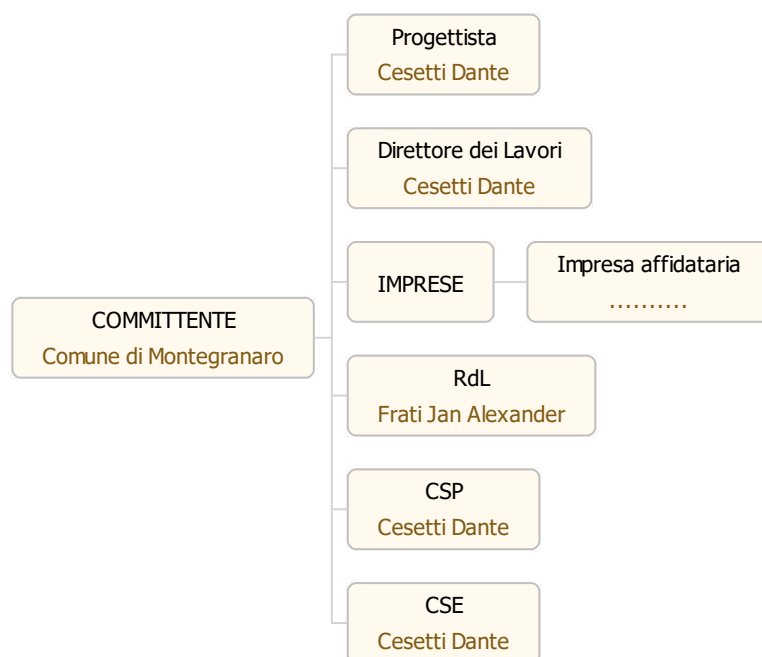 Progettista
Cesetti Dante
Direttore dei Lavori
Cesetti Dante
IMPRESE
Impresa affidataria
..........
COMMITTENTE
Comune di Montegranaro
RdL
Frati Jan Alexander
CSP
Cesetti Dante
CSE
Cesetti Dante